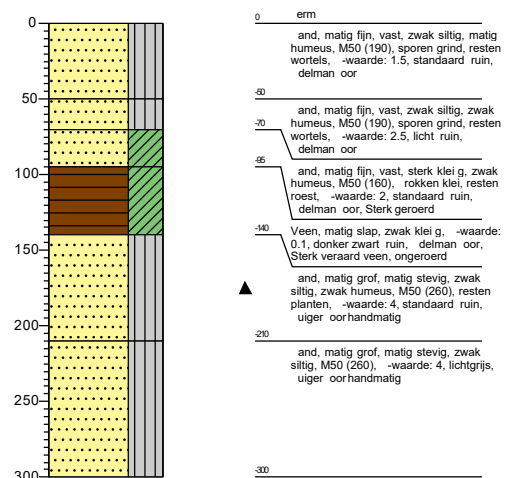 0
50
100
150
200
250
300
0
erm
and, matig fijn, vast, zwak siltig, matig
humeus, M50 (190), sporen grind, resten
wortels, -waarde: 1.5, standaard ruin,
delman oor
-50
and, matig fijn, vast, zwak siltig, zwak
humeus, M50 (190), sporen grind, resten
wortels, -waarde: 2.5, licht ruin,
delman oor
-70
and, matig fijn, vast, sterk klei g, zwak
humeus, M50 (160), rokken klei, resten
roest, -waarde: 2, standaard ruin,
delman oor, Sterk geroerd
-95
Veen, matig slap, zwak klei g, -waarde:
0.1, donker zwart ruin, delman oor,
Sterk veraard veen, ongeroerd
-140
and, matig grof, matig stevig, zwak
siltig, zwak humeus, M50 (260), resten
planten, -waarde: 4, standaard ruin,
uiger oorhandmatig
-210
and, matig grof, matig stevig, zwak
siltig, M50 (260), -waarde: 4, lichtgrijs,
uiger oorhandmatig
-300